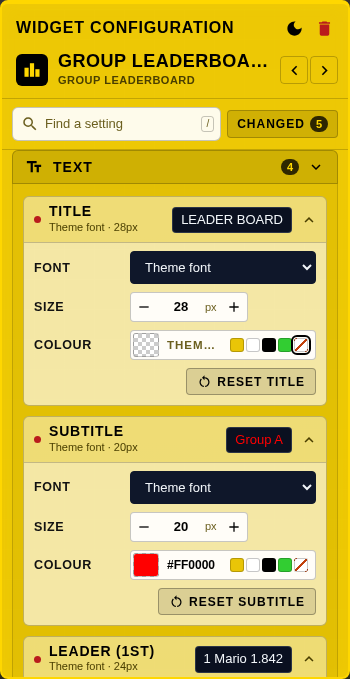 WIDGET CONFIGURATION
GROUP LEADERBOA...
GROUP LEADERBOARD
Find a setting
/
CHANGED 5
TEXT
4
TITLE
Theme font · 28px
LEADER BOARD
FONT
Theme font
SIZE
28
px
COLOUR
THEM...
RESET TITLE
SUBTITLE
Theme font · 20px
Group A
FONT
Theme font
SIZE
20
px
COLOUR
#FF0000
RESET SUBTITLE
LEADER (1ST)
Theme font · 24px
1 Mario 1.842